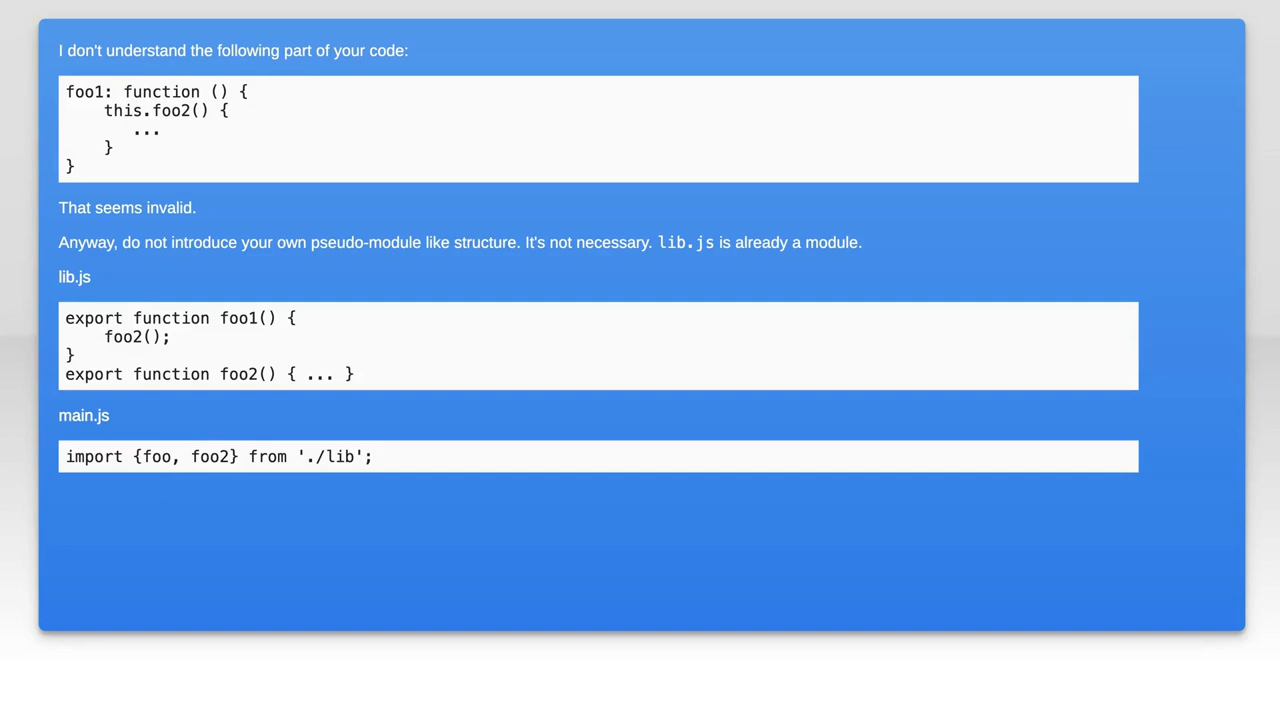 I don't understand the following part of your code:
foo1: function () {
    this.foo2() {
       ...
    }
}
That seems invalid.
Anyway, do not introduce your own pseudo-module like structure. It's not necessary. lib.js is already a module.
lib.js
export function foo1() {
    foo2();
}
export function foo2() { ... }
main.js
import {foo, foo2} from './lib';